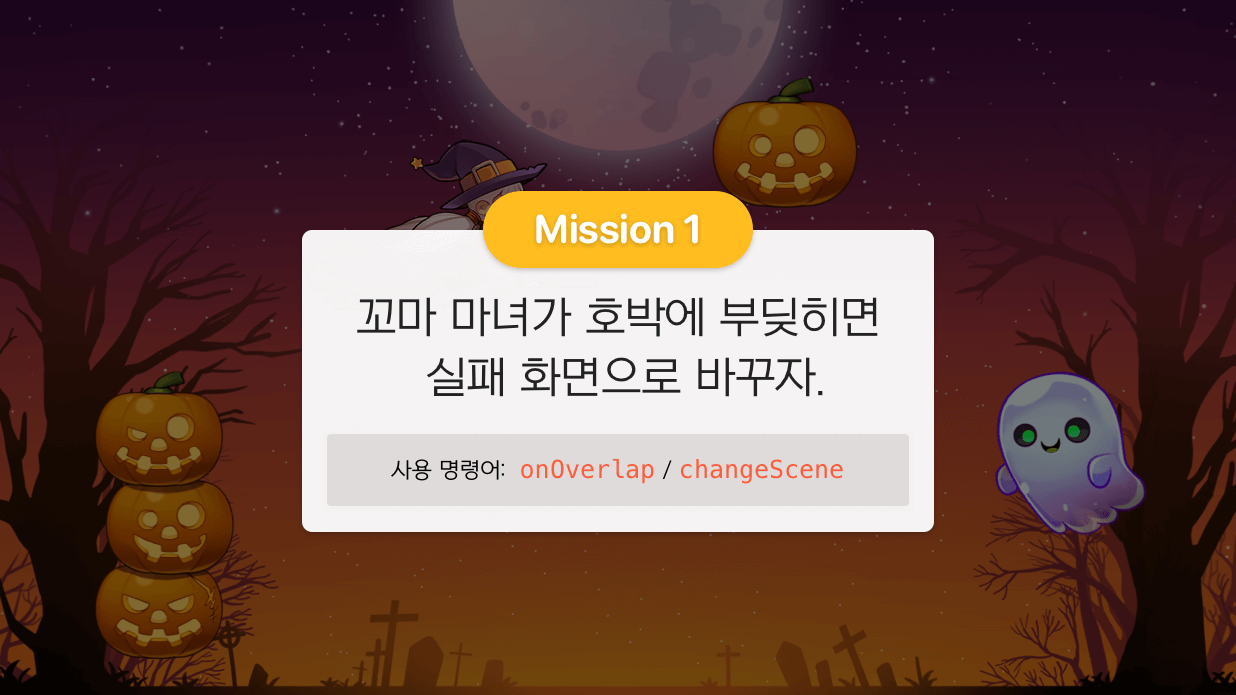 Mission 1
꼬마 마녀가 호박에 부딪히면
실패 화면으로 바꾸자.
사용 명령어: onOverlap / changeScene